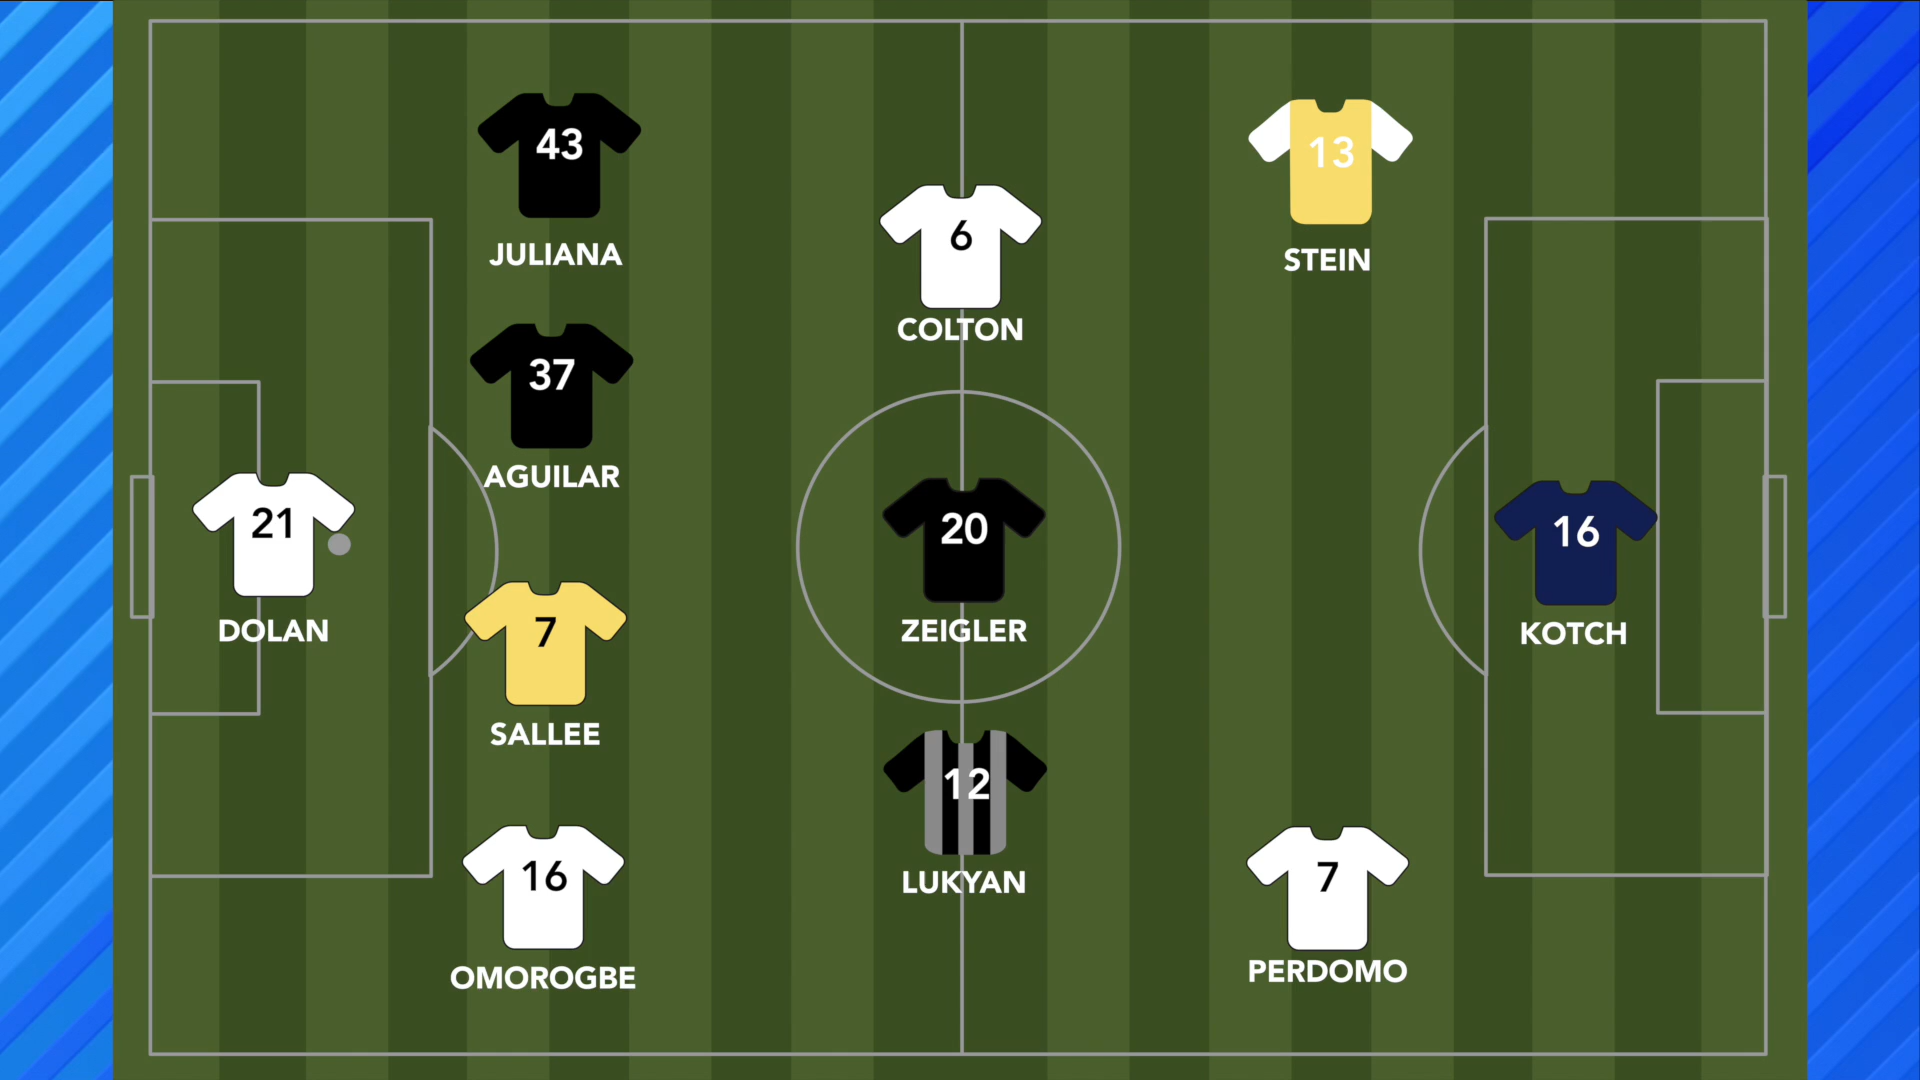 43
JULIANA
37
AGUILAR
21
DOLAN
7
SALLEE
16
OMOROGBE
6
COLTON
20
ZEIGLER
12
LUKYAN
13
STEIN
7
PERDOMO
16
KOTCH